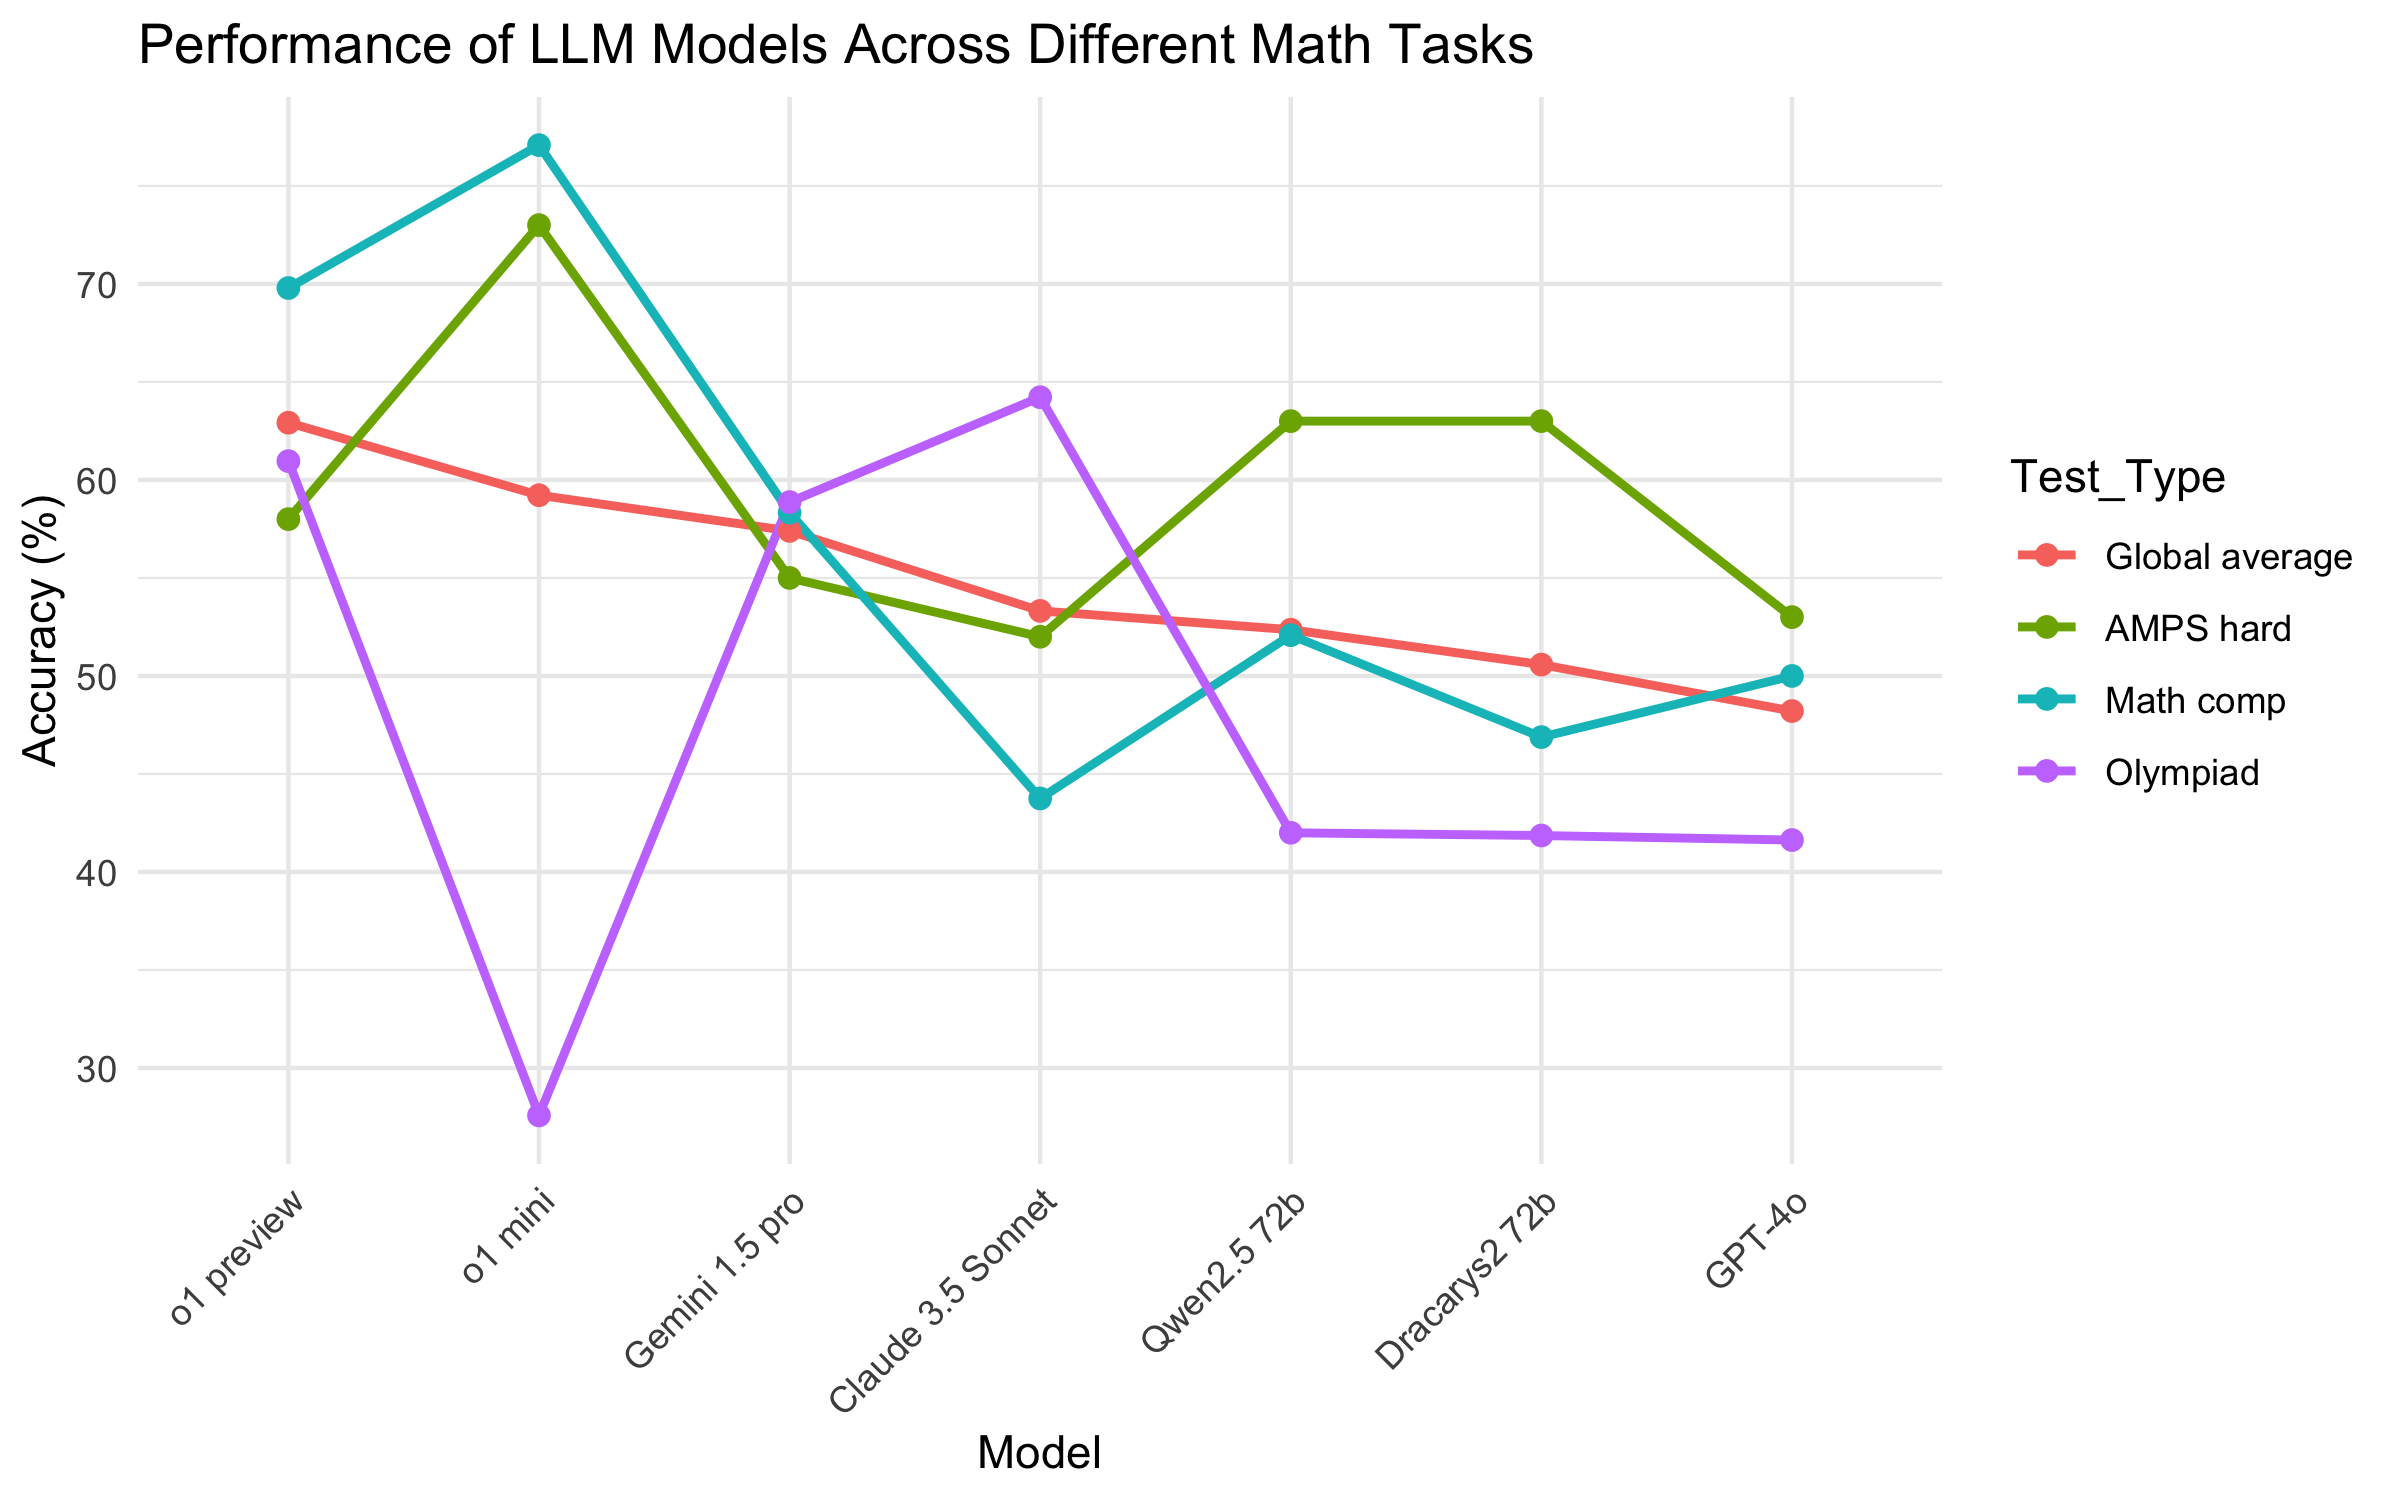 Performance of LLM Models Across Different Math Tasks
Accuracy (%)
70
60
50
40
30
o1 preview
o1 mini
Gemini 1.5 pro
Claude 3.5 Sonnet
Qwen2.5 72b
Dracarys2 72b
GPT-4o
Model
Test_Type
Global average
AMPS hard
Math comp
Olympiad